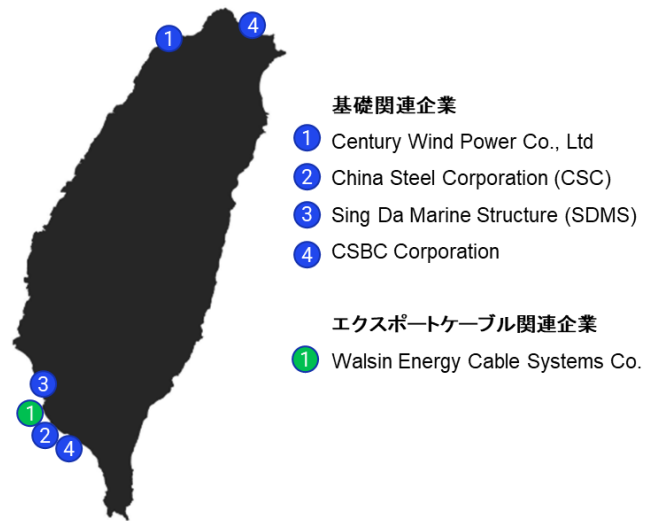 1
4
基礎関連企業
1 Century Wind Power Co., Ltd
2 China Steel Corporation (CSC)
3 Sing Da Marine Structure (SDMS)
4 CSBC Corporation
エクスポートケーブル関連企業
1 Walsin Energy Cable Systems Co.
3
1
2
4